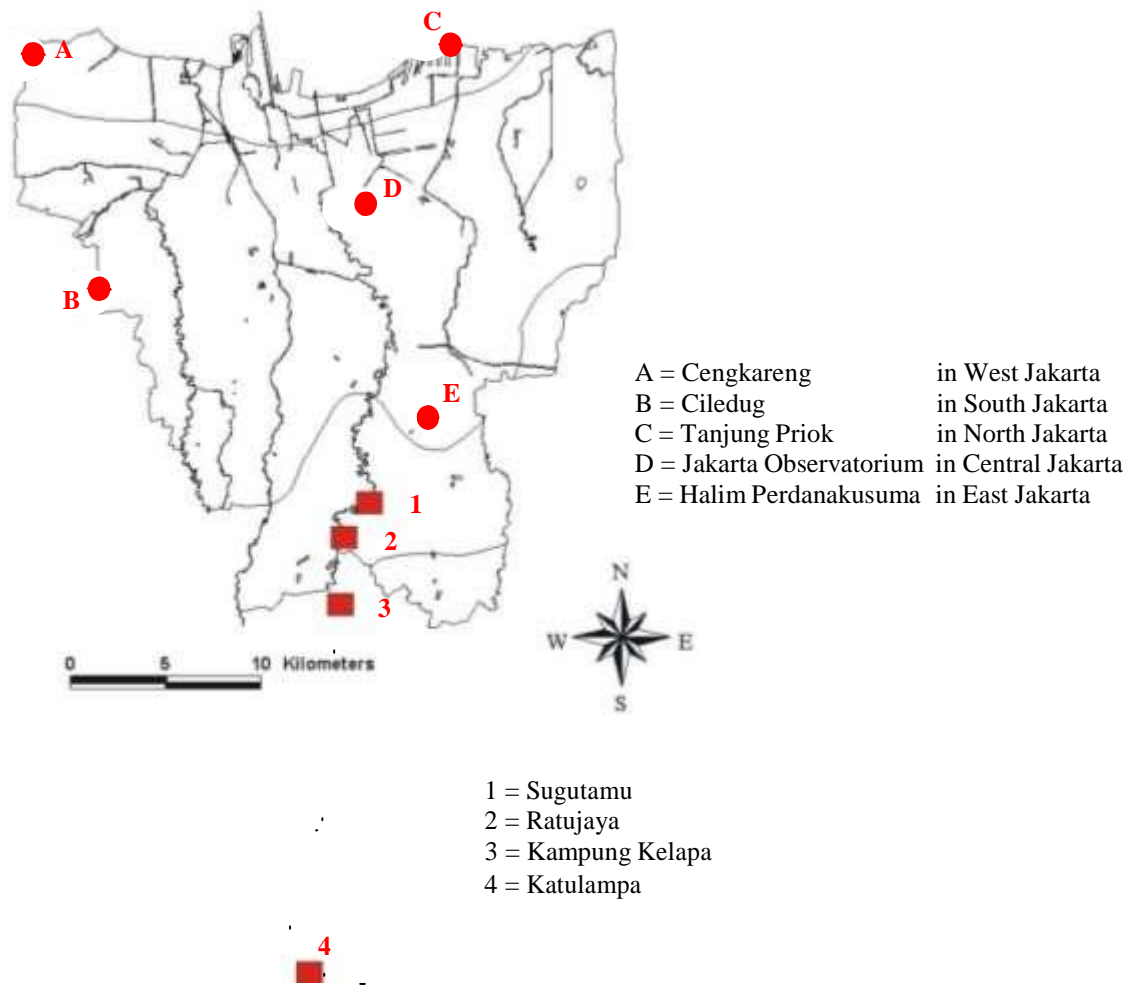 C
A
D
B
E
A = Cengkareng in West Jakarta
B = Ciledug in South Jakarta
C = Tanjung Priok in North Jakarta
D = Jakarta Observatorium in Central Jakarta
E = Halim Perdanakusuma in East Jakarta
1
2
3
N
W E
S
0 5 10 Kilometers
1 = Sugutamu
2 = Ratujaya
3 = Kampung Kelapa
4 = Katulampa
4